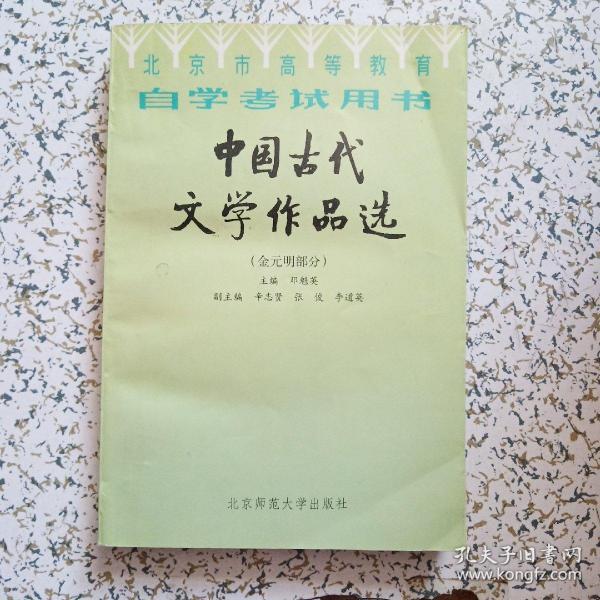 北京市高等教育
自学考试用书
中国古代
文学作品选
（金元明部分）
主编 邓魁英
副主编 辛志贤 张俊 李道英
北京师范大学出版社
孔夫子旧书网
www.kongfz.com